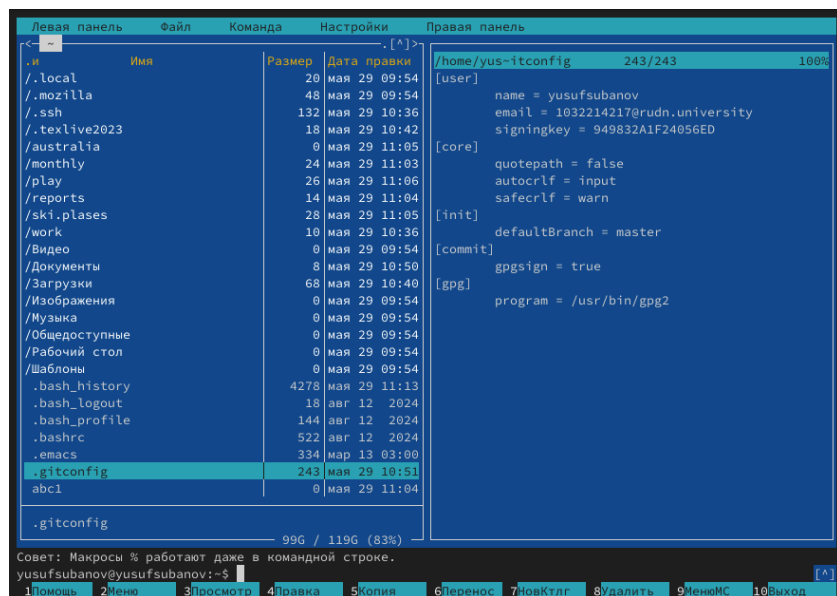 Левая панель Файл Команда Настройки Правая панель
~ .[^]>
.и Имя Размер Дата правки
/.local 20 мая 29 09:54
/.mozilla 48 мая 29 09:54
/.ssh 132 мая 29 10:36
/.texlive2023 18 мая 29 10:42
/australia 0 мая 29 11:05
/monthly 24 мая 29 11:03
/play 26 мая 29 11:06
/reports 14 мая 29 11:04
/ski.plases 28 мая 29 11:05
/work 10 мая 29 10:36
/Видео 0 мая 29 09:54
/Документы 8 мая 29 10:50
/Загрузки 68 мая 29 10:40
/Изображения 0 мая 29 09:54
/Музыка 0 мая 29 09:54
/Общедоступные 0 мая 29 09:54
/Рабочий стол 0 мая 29 09:54
/Шаблоны 0 мая 29 09:54
.bash_history 4278 мая 29 11:13
.bash_logout 18 авг 12 2024
.bash_profile 144 авг 12 2024
.bashrc 522 авг 12 2024
.emacs 334 мар 13 03:00
.gitconfig 243 мая 29 10:51
abc1 0 мая 29 11:04
.gitconfig
99G / 119G (83%)
/home/yus~itconfig 243/243 100%
[user]
name = yusufsubanov
email = 1032214217@rudn.university
signingkey = 949832A1F24056ED
[core]
quotepath = false
autocrlf = input
safecrlf = warn
[init]
defaultBranch = master
[commit]
gpgsign = true
[gpg]
program = /usr/bin/gpg2
Совет: Макросы % работают даже в командной строке.
yusufsubanov@yusufsubanov:~$ [^]
1Помощь 2Меню 3Просмотр 4Правка 5Копия 6Перенос 7НовКтлг 8Удалить 9МенюМС 10Выход